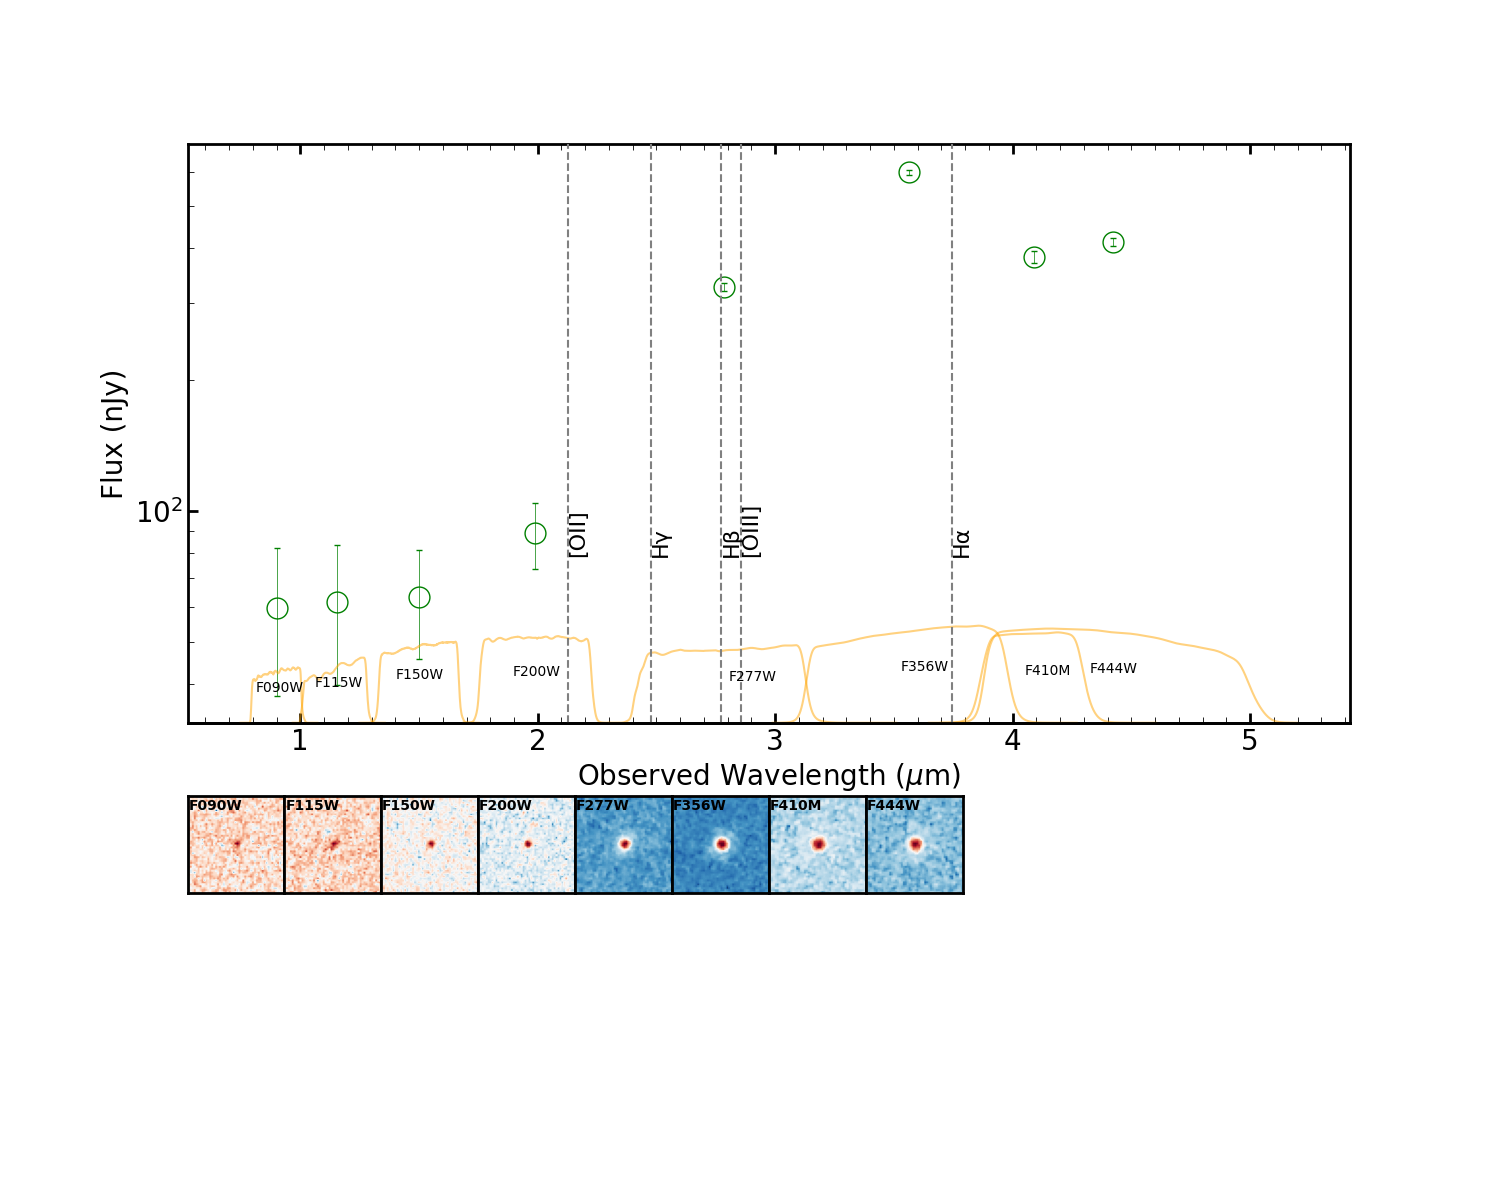 Flux (nJy)
10²
[OII]
Hγ
Hβ
[OIII]
Hα
F090W
F115W
F150W
F200W
F277W
F356W
F410M
F444W
1 2 3 4 5
Observed Wavelength (μm)
F090W F115W F150W F200W F277W F356W F410M F444W